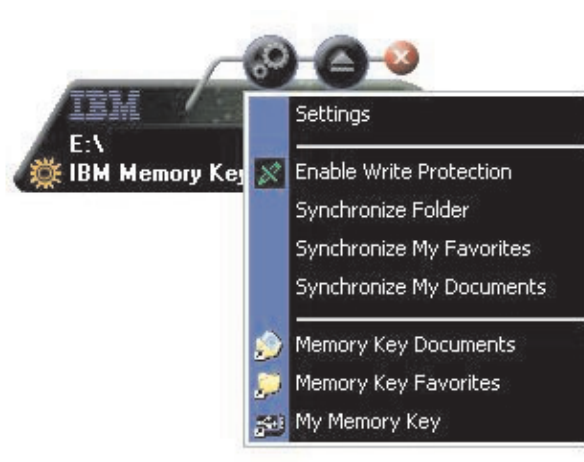 IBM
E:\
IBM Memory Key
Settings
Enable Write Protection
Synchronize Folder
Synchronize My Favorites
Synchronize My Documents
Memory Key Documents
Memory Key Favorites
My Memory Key